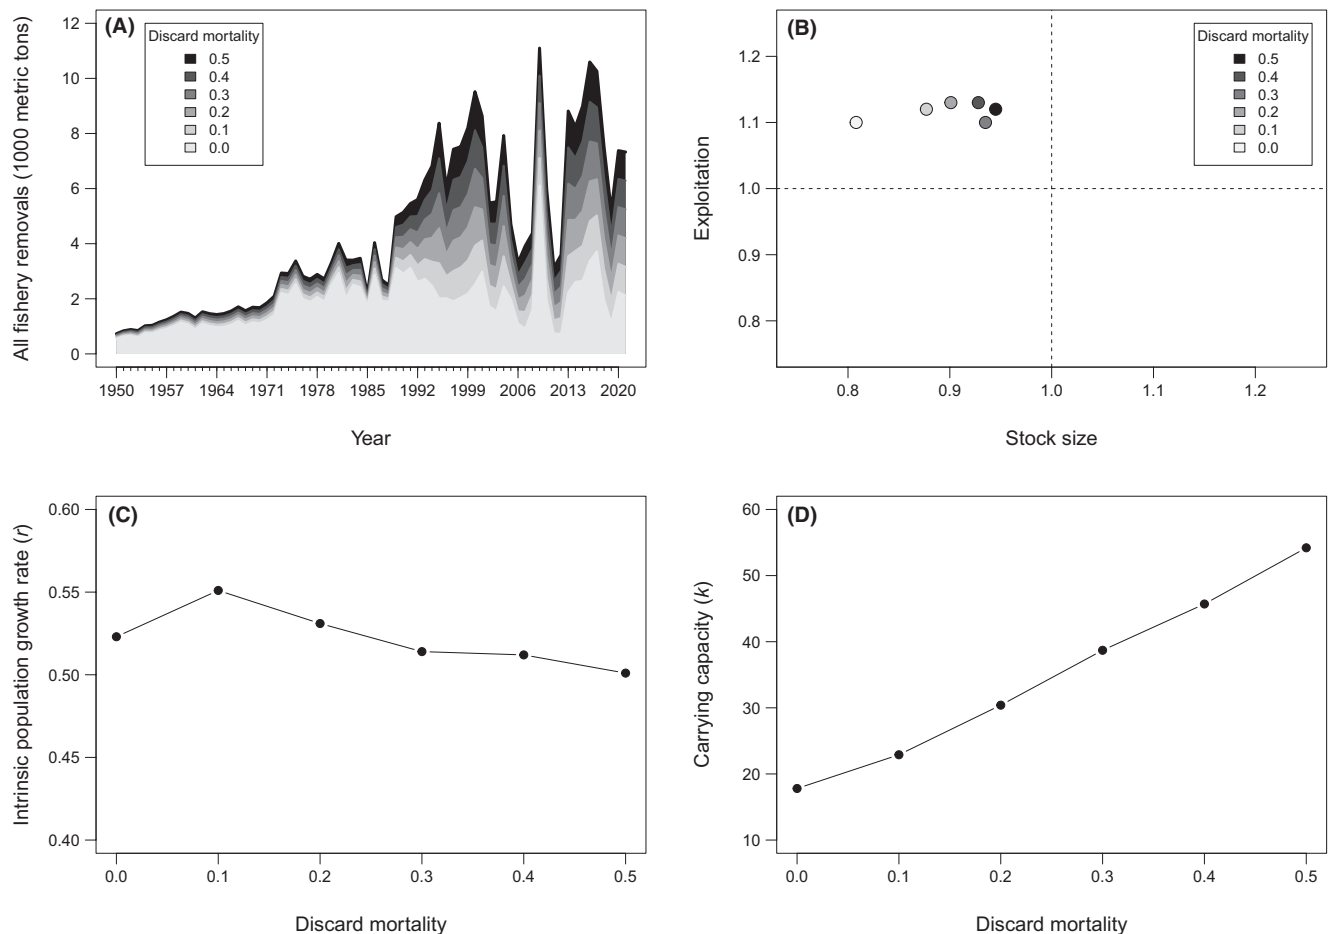 (A)
All fishery removals (1000 metric tons)
12
10
8
6
4
2
0
Discard mortality
0.5
0.4
0.3
0.2
0.1
0.0
1950 1957 1964 1971 1978 1985 1992 1999 2006 2013 2020
Year
(B)
Exploitation
1.2
1.1
1.0
0.9
0.8
Discard mortality
0.5
0.4
0.3
0.2
0.1
0.0
0.8 0.9 1.0 1.1 1.2
Stock size
(C)
Intrinsic population growth rate (r)
0.60
0.55
0.50
0.45
0.40
0.0 0.1 0.2 0.3 0.4 0.5
Discard mortality
(D)
Carrying capacity (k)
60
50
40
30
20
10
0.0 0.1 0.2 0.3 0.4 0.5
Discard mortality